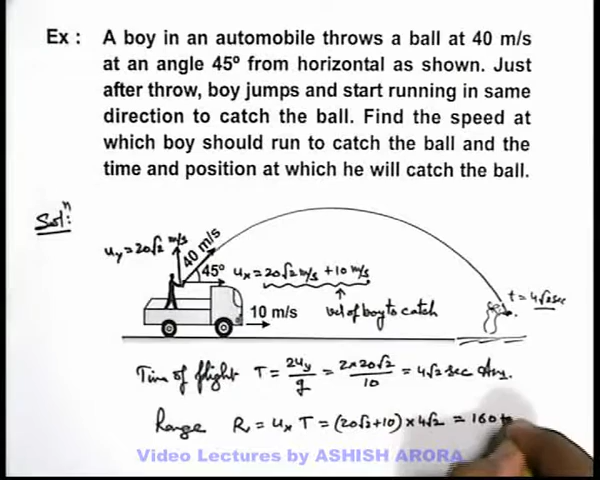 Ex : A boy in an automobile throws a ball at 40 m/s
at an angle 45° from horizontal as shown. Just
after throw, boy jumps and start running in same
direction to catch the ball. Find the speed at
which boy should run to catch the ball and the
time and position at which he will catch the ball.
Solⁿ:
u_y = 20√2 m/s
40 m/s
45°
u_x = 20√2 m/s + 10 m/s
10 m/s
vel of boy to catch
t = 4√2 sec
Time of flight T = 2u_y/g = 2×20√2/10 = 4√2 sec Ans.
Range R = u_x T = (20√2+10) × 4√2 = 160 +
Video Lectures by ASHISH ARORA